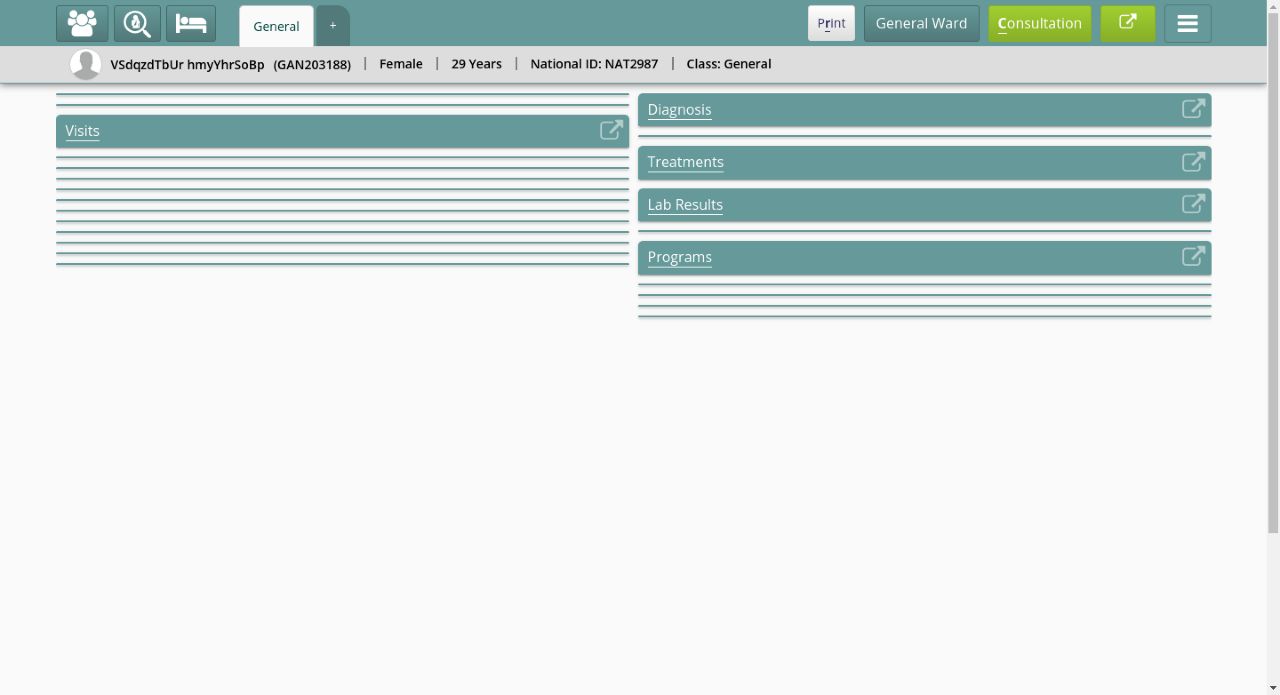 General
+
Print
General Ward
Consultation
VSdqzdTbUr hmyYhrSoBp (GAN203188) | Female | 29 Years | National ID: NAT2987 | Class: General
Visits
Diagnosis
Treatments
Lab Results
Programs